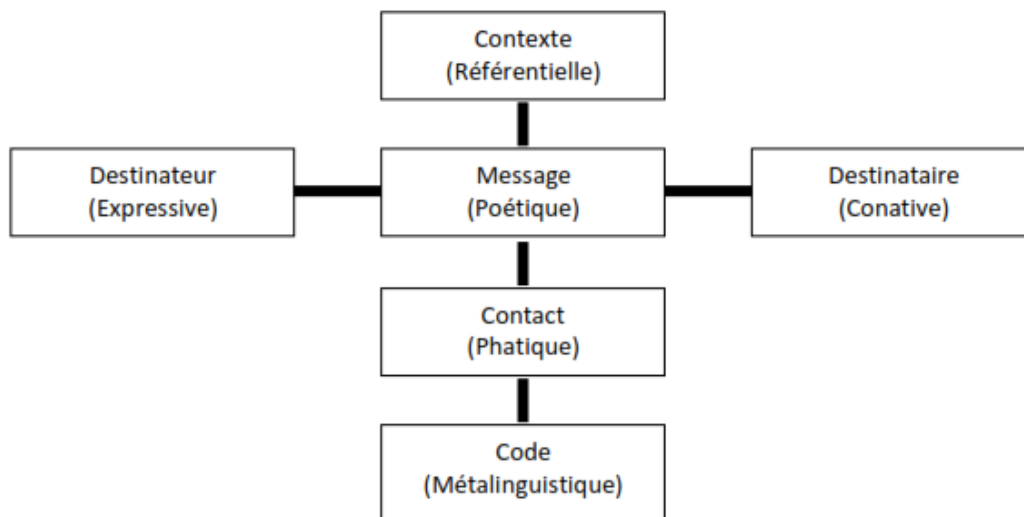 Contexte
(Référentielle)
Destinateur
(Expressive)
Message
(Poétique)
Destinataire
(Conative)
Contact
(Phatique)
Code
(Métalinguistique)